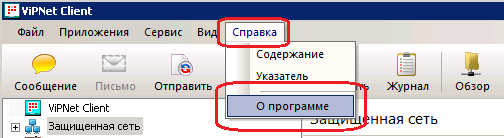 ViPNet Client
Файл Приложения Сервис Вид Справка
Содержание
Указатель
О программе
Сообщение Письмо Отправить Журнал Обзор
ViPNet Client
Защищенная сеть
Защищенная сеть